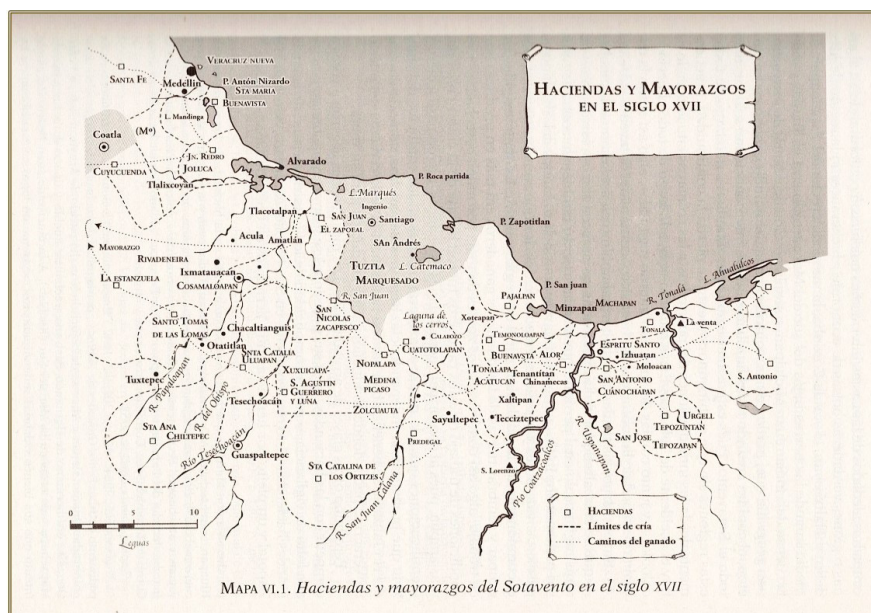 HACIENDAS Y MAYORAZGOS
EN EL SIGLO XVII
VERACRUZ NUEVA
SANTA FE
Medellín
P. Antón Nizardo
STA MARIA
BUENAVISTA
L. Mandinga
Coatla
(Mº)
JN. REDRO
JOLUCA
CUYUCUENDA
Tlalixcoyan
Alvarado
P. Roca partida
L. Marqués
Ingenio
Santiago
Tlacotalpan
SAN JUAN
EL ZAPOEAL
P. Zapotitlan
Acula
Amatlán
SAn Ândrés
MAYORAZGO
RIVADENEIRA
L. Catemaco
TUZTLA
MARQUESADO
Ixmatauacan
COSAMALOAPAN
LA ESTANZUELA
R. San Juan
P. San juan
PAJALPAN
Minzapan
MACHAPAN
R. Tonalá
L. Ahualulcos
SAN
NICOLAS
ZACAPESCO
Laguna de
los cerros
Xoteapan
SANTO TOMAS
DE LAS LOMAS
Chacaltianguis
Otatitlan
CUATOTOLAPAN
TEMONOLOAPAN
BUENAVSTA
ALOR
TONALA
La venta
ESPRITU SANTO
Izhuatan
Moloacan
SNTA CATALIA
ULUAPAN
XUXUICAPA
NOPALAPA
TONALAPA
ACATUCAN
Tenantitan
Chinamecas
SAN ANTONIO
CUANOCHAPAN
S. Antonio
Tuxtepec
R. Papaloapan
R. del Obispo
Tesechoacán
S. AGUSTIN
GUERRERO
Y LUNA
MEDINA
PICASO
ZOLCUAUTA
Xaltipan
Sayultepec
Tecciztepec
URGELL
TEPOZUNTAN
TEPOZAPAN
STA ANA
CHILTEPEC
Río Tesechoacán
Guaspaltepec
PREDEGAL
SAN JOSE
R. Uspanapan
STA CATALINA DE
LOS ORTIZES
R. San Juan Lalana
S. Lorenzo
Río Coatzacoalcos
0
5
10
Leguas
HACIENDAS
Límites de cría
Caminos del ganado
MAPA VI.1. Haciendas y mayorazgos del Sotavento en el siglo XVII